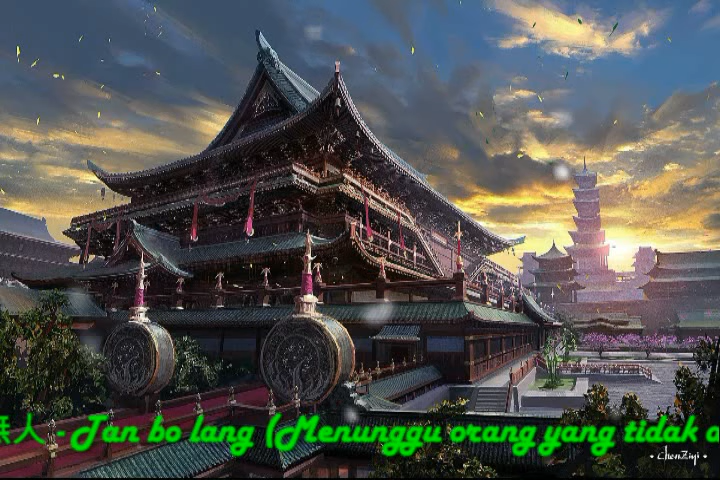 人 - Tan bo lang (Menunggu orang yang tidak
• ChenZiyi •